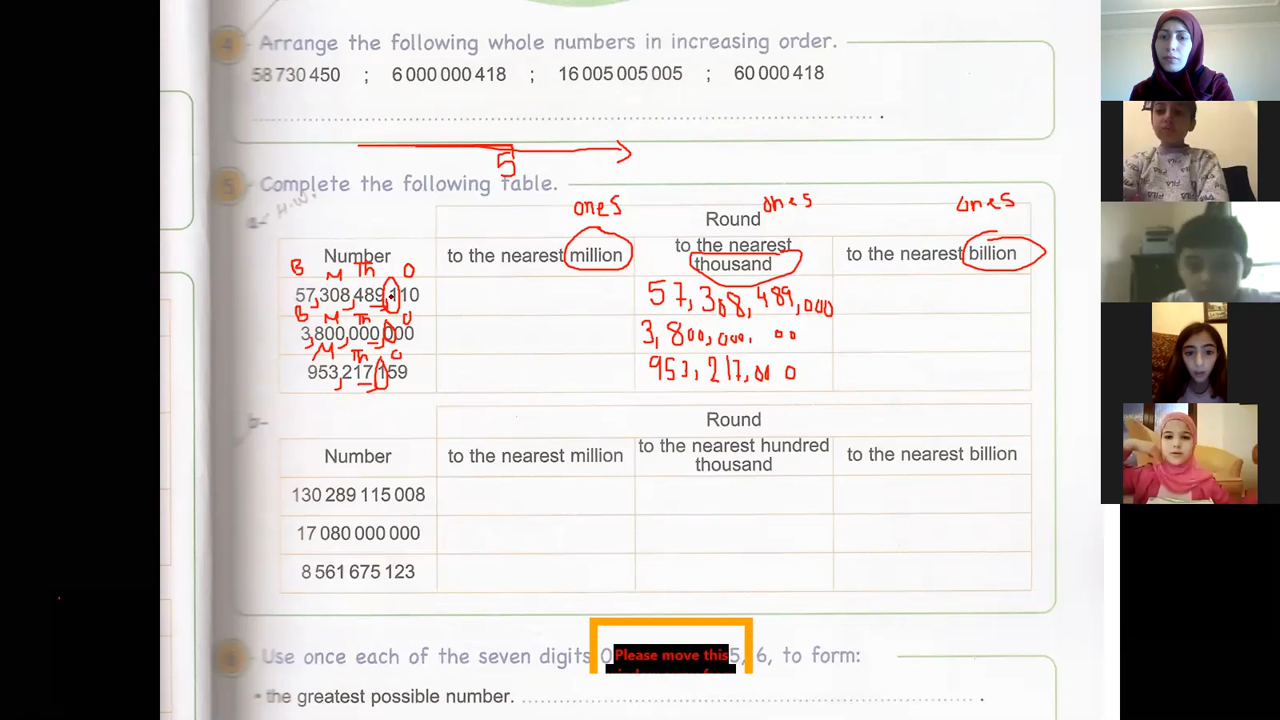 4 - Arrange the following whole numbers in increasing order.
58 730 450 ; 6 000 000 418 ; 16 005 005 005 ; 60 000 418
5
5 - Complete the following table.
a- H.W.
ones ones ones
Round
Number to the nearest million to the nearest thousand to the nearest billion
B M Th O
57,308,489,110 57,308,489,000
B M Th O
3,800,000,000 3,800,000,00
M Th O
953,217,159 953,217,000
b-
Round
Number to the nearest million to the nearest hundred thousand to the nearest billion
130 289 115 008
17 080 000 000
8 561 675 123
Use once each of the seven digits 0 5, 6, to form:
Please move this
- the greatest possible number.